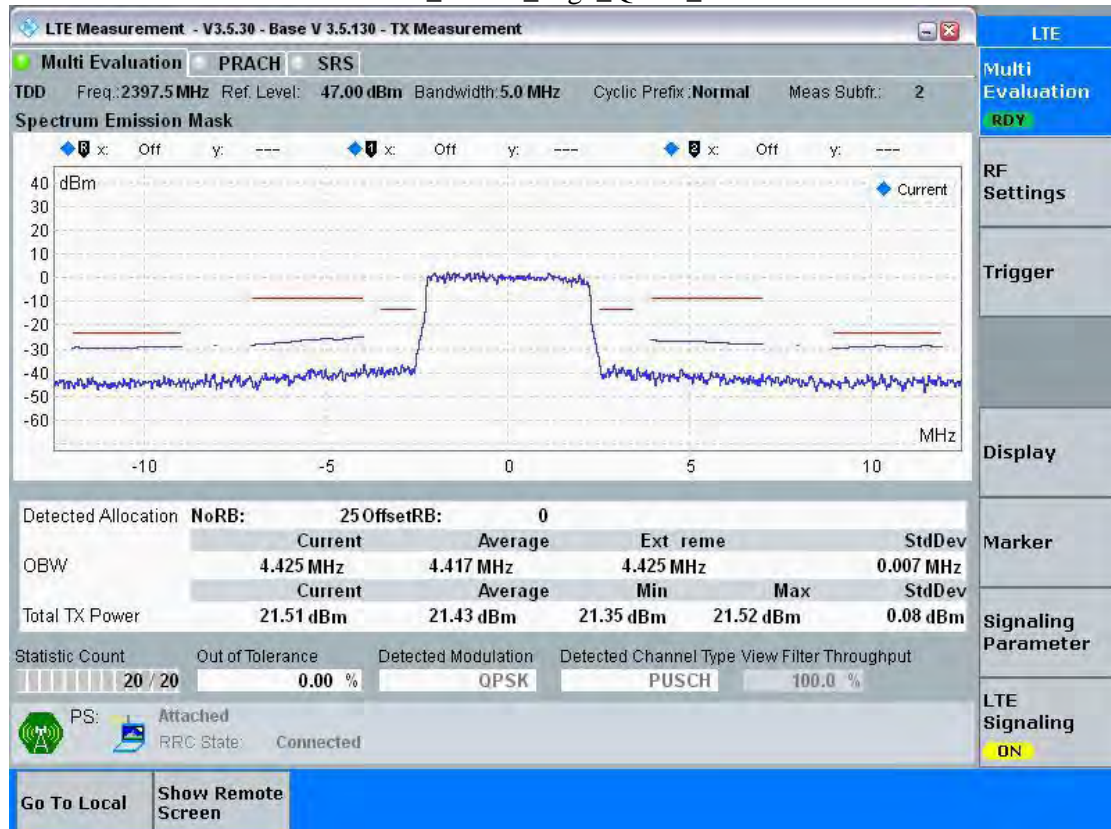 LTE Measurement - V3.5.30 - Base V 3.5.130 - TX Measurement
LTE
Multi Evaluation PRACH SRS
Multi Evaluation
RDY
TDD Freq.:2397.5 MHz Ref. Level: 47.00 dBm Bandwidth:5.0 MHz Cyclic Prefix :Normal Meas Subfr.: 2
Spectrum Emission Mask
R x: Off y: --- 1 x: Off y: --- 2 x: Off y: ---
RF Settings
40 dBm
Current
30
20
10
0
-10
-20
-30
-40
-50
-60
MHz
-10 -5 0 5 10
Trigger
Display
Detected Allocation NoRB: 25 OffsetRB: 0
Current Average Ext reme StdDev
OBW 4.425 MHz 4.417 MHz 4.425 MHz 0.007 MHz
Current Average Min Max StdDev
Total TX Power 21.51 dBm 21.43 dBm 21.35 dBm 21.52 dBm 0.08 dBm
Marker
Signaling Parameter
Statistic Count Out of Tolerance Detected Modulation Detected Channel Type View Filter Throughput
20 / 20 0.00 % QPSK PUSCH 100.0 %
PS: Attached
RRC State: Connected
LTE Signaling
ON
Go To Local
Show Remote Screen